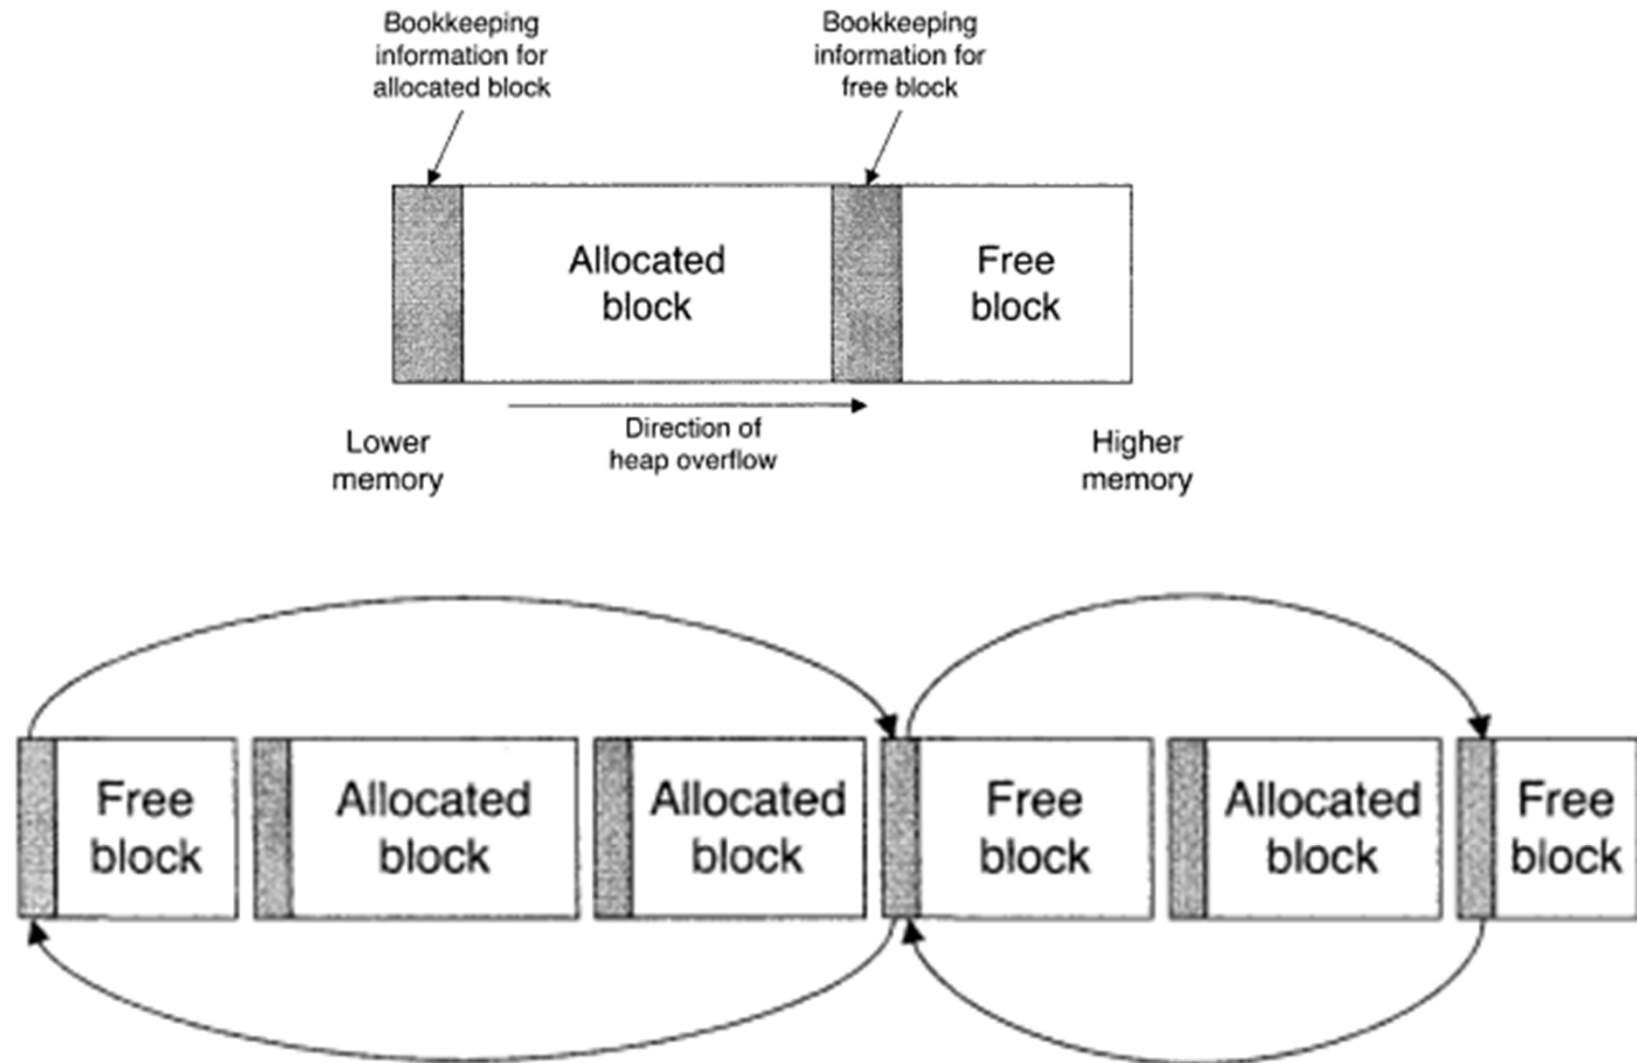 Bookkeeping
information for
allocated block
Bookkeeping
information for
free block
Allocated
block
Free
block
Direction of
heap overflow
Lower
memory
Higher
memory
Free
block
Allocated
block
Allocated
block
Free
block
Allocated
block
Free
block